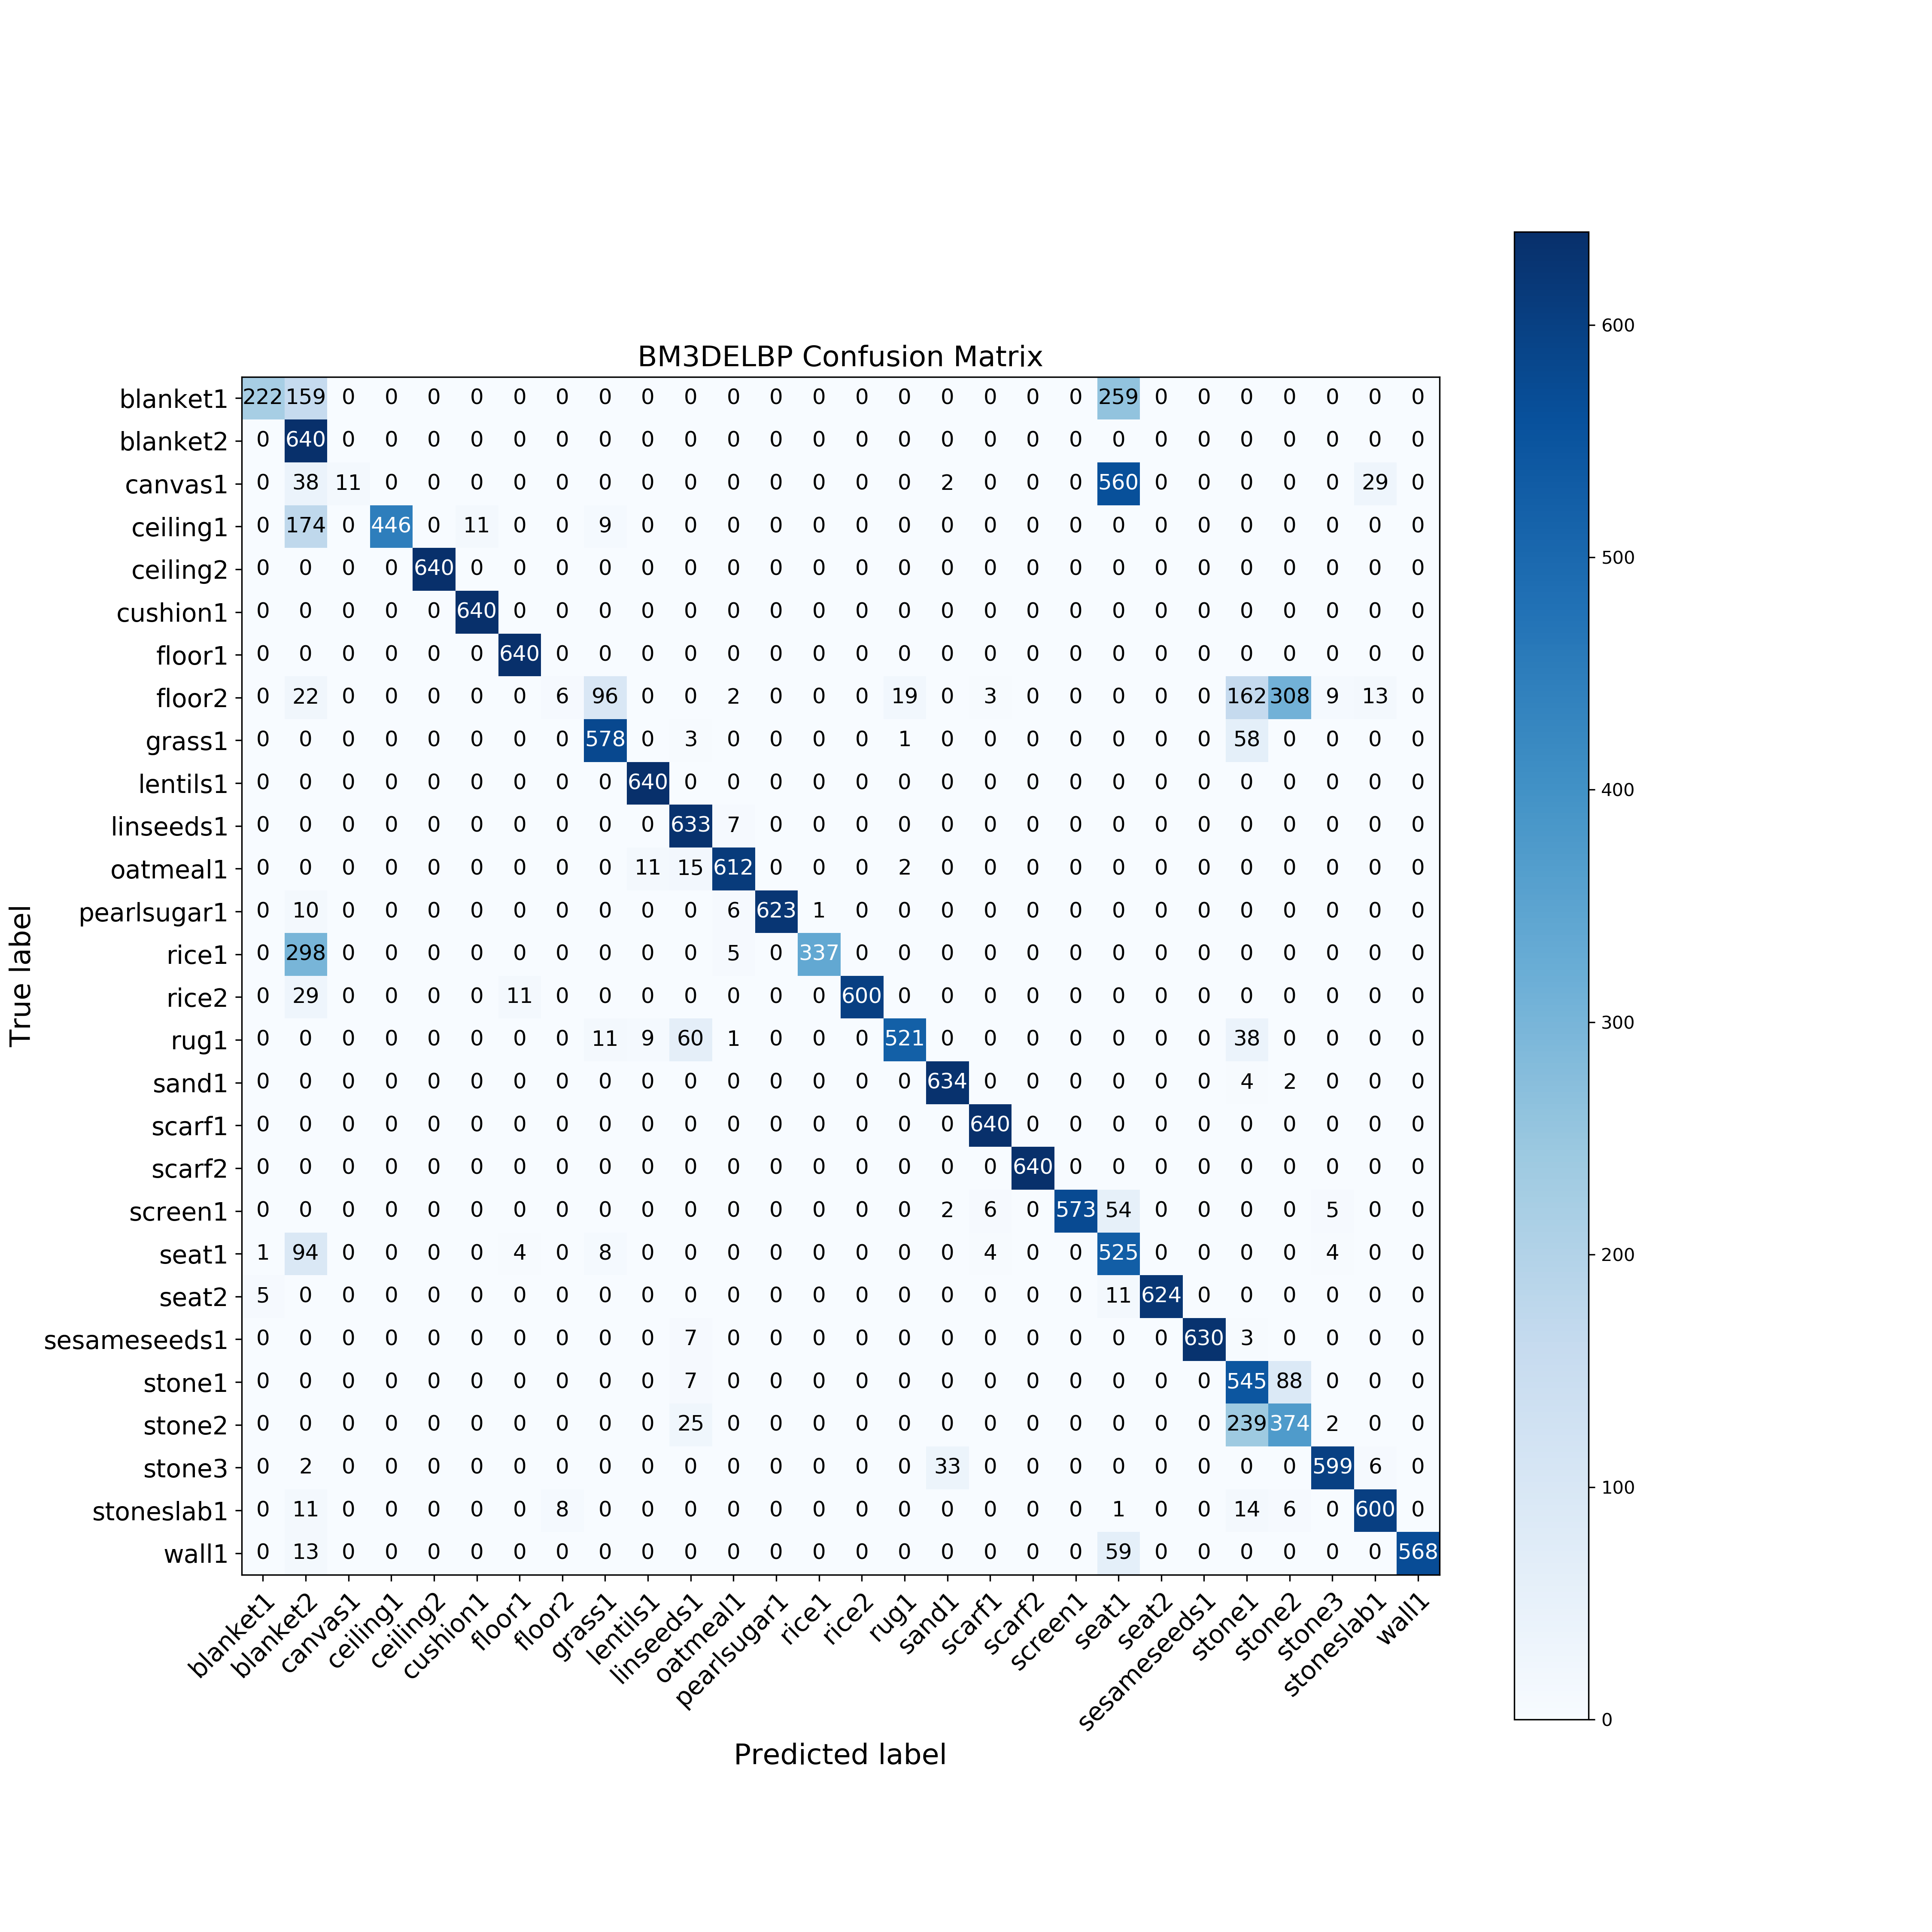 BM3DELBP Confusion Matrix
True label
blanket1 222 159 0 0 0 0 0 0 0 0 0 0 0 0 0 0 0 0 0 0 259 0 0 0 0 0 0 0
blanket2 0 640 0 0 0 0 0 0 0 0 0 0 0 0 0 0 0 0 0 0 0 0 0 0 0 0 0 0
canvas1 0 38 11 0 0 0 0 0 0 0 0 0 0 0 0 0 2 0 0 0 560 0 0 0 0 0 29 0
ceiling1 0 174 0 446 0 11 0 0 9 0 0 0 0 0 0 0 0 0 0 0 0 0 0 0 0 0 0 0
ceiling2 0 0 0 0 640 0 0 0 0 0 0 0 0 0 0 0 0 0 0 0 0 0 0 0 0 0 0 0
cushion1 0 0 0 0 0 640 0 0 0 0 0 0 0 0 0 0 0 0 0 0 0 0 0 0 0 0 0 0
floor1 0 0 0 0 0 0 640 0 0 0 0 0 0 0 0 0 0 0 0 0 0 0 0 0 0 0 0 0
floor2 0 22 0 0 0 0 0 6 96 0 0 2 0 0 0 19 0 3 0 0 0 0 0 162 308 9 13 0
grass1 0 0 0 0 0 0 0 0 578 0 3 0 0 0 0 1 0 0 0 0 0 0 0 58 0 0 0 0
lentils1 0 0 0 0 0 0 0 0 0 640 0 0 0 0 0 0 0 0 0 0 0 0 0 0 0 0 0 0
linseeds1 0 0 0 0 0 0 0 0 0 0 633 7 0 0 0 0 0 0 0 0 0 0 0 0 0 0 0 0
oatmeal1 0 0 0 0 0 0 0 0 0 11 15 612 0 0 0 2 0 0 0 0 0 0 0 0 0 0 0 0
pearlsugar1 0 10 0 0 0 0 0 0 0 0 0 6 623 1 0 0 0 0 0 0 0 0 0 0 0 0 0 0
rice1 0 298 0 0 0 0 0 0 0 0 0 5 0 337 0 0 0 0 0 0 0 0 0 0 0 0 0 0
rice2 0 29 0 0 0 0 11 0 0 0 0 0 0 0 600 0 0 0 0 0 0 0 0 0 0 0 0 0
rug1 0 0 0 0 0 0 0 0 11 9 60 1 0 0 0 521 0 0 0 0 0 0 0 38 0 0 0 0
sand1 0 0 0 0 0 0 0 0 0 0 0 0 0 0 0 0 634 0 0 0 0 0 0 4 2 0 0 0
scarf1 0 0 0 0 0 0 0 0 0 0 0 0 0 0 0 0 0 640 0 0 0 0 0 0 0 0 0 0
scarf2 0 0 0 0 0 0 0 0 0 0 0 0 0 0 0 0 0 0 640 0 0 0 0 0 0 0 0 0
screen1 0 0 0 0 0 0 0 0 0 0 0 0 0 0 0 0 2 6 0 573 54 0 0 0 0 5 0 0
seat1 1 94 0 0 0 0 4 0 8 0 0 0 0 0 0 0 0 4 0 0 525 0 0 0 0 4 0 0
seat2 5 0 0 0 0 0 0 0 0 0 0 0 0 0 0 0 0 0 0 0 11 624 0 0 0 0 0 0
sesameseeds1 0 0 0 0 0 0 0 0 0 0 7 0 0 0 0 0 0 0 0 0 0 0 630 3 0 0 0 0
stone1 0 0 0 0 0 0 0 0 0 0 7 0 0 0 0 0 0 0 0 0 0 0 0 545 88 0 0 0
stone2 0 0 0 0 0 0 0 0 0 0 25 0 0 0 0 0 0 0 0 0 0 0 0 239 374 2 0 0
stone3 0 2 0 0 0 0 0 0 0 0 0 0 0 0 0 0 33 0 0 0 0 0 0 0 0 599 6 0
stoneslab1 0 11 0 0 0 0 0 8 0 0 0 0 0 0 0 0 0 0 0 0 1 0 0 14 6 0 600 0
wall1 0 13 0 0 0 0 0 0 0 0 0 0 0 0 0 0 0 0 0 0 59 0 0 0 0 0 0 568
blanket1 blanket2 canvas1 ceiling1 ceiling2 cushion1 floor1 floor2 grass1 lentils1 linseeds1 oatmeal1 pearlsugar1 rice1 rice2 rug1 sand1 scarf1 scarf2 screen1 seat1 seat2 sesameseeds1 stone1 stone2 stone3 stoneslab1 wall1
Predicted label
600
500
400
300
200
100
0